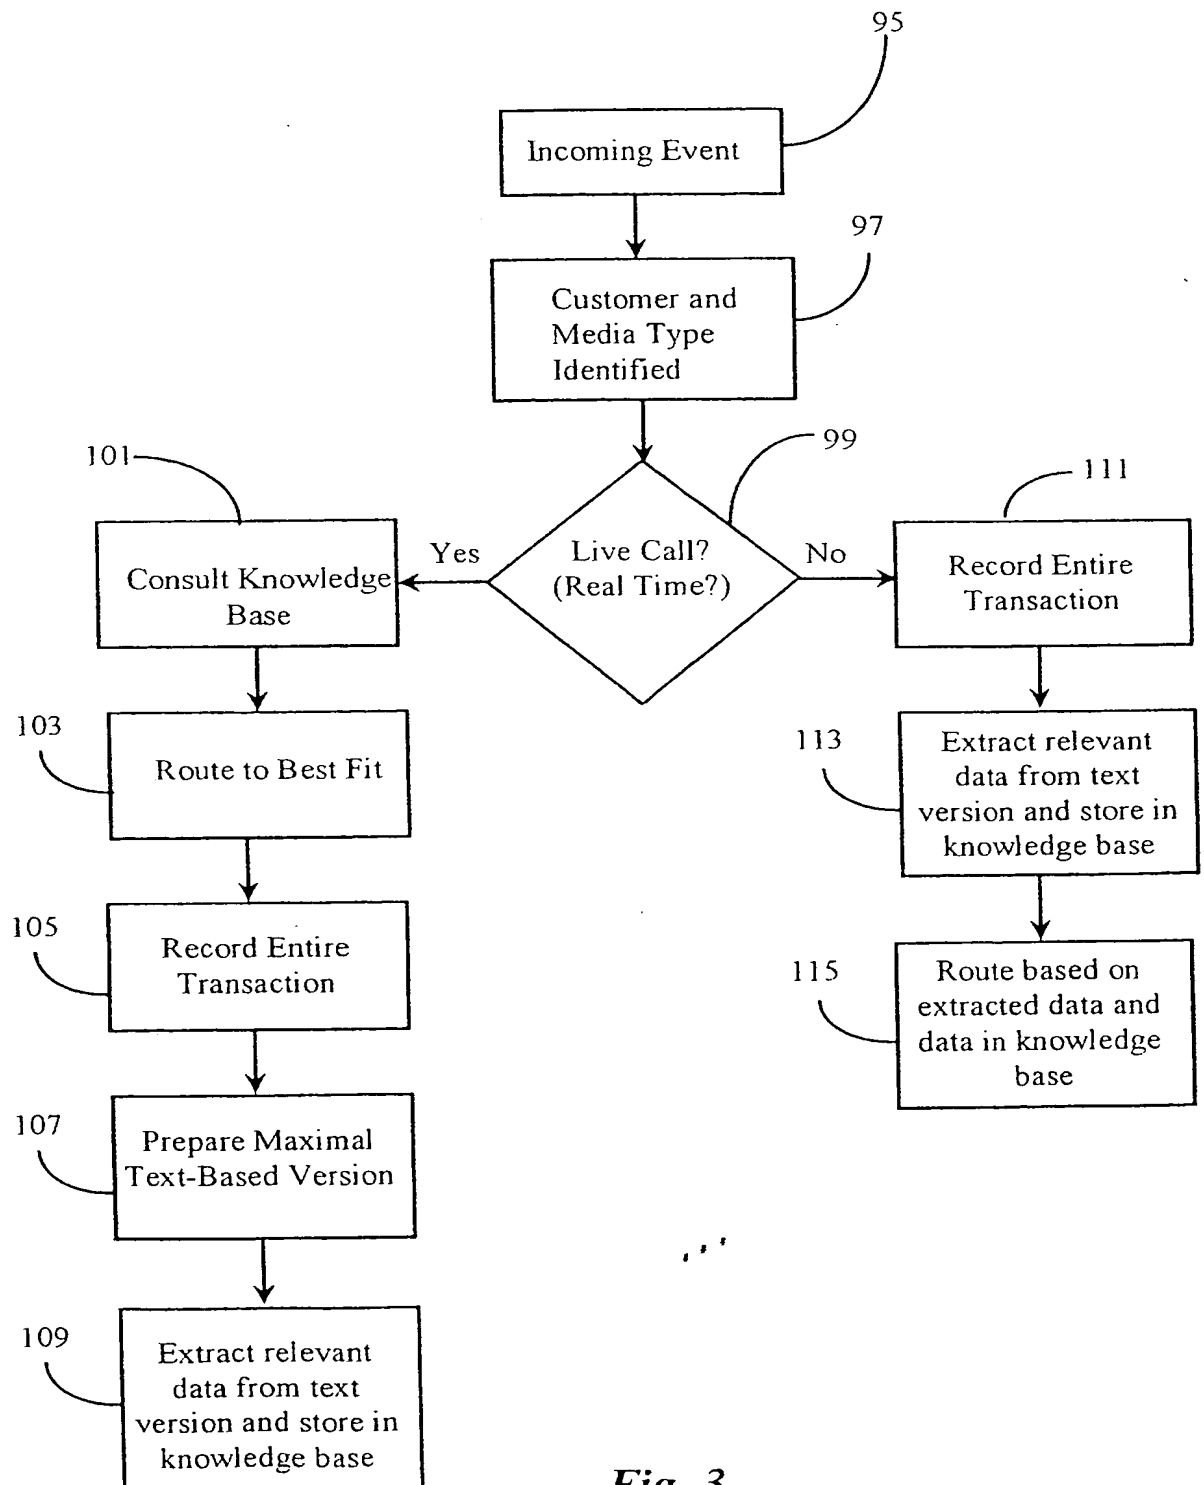 95
Incoming Event
97
Customer and
Media Type
Identified
99
Live Call?
(Real Time?)
Yes
No
101
Consult Knowledge
Base
103
Route to Best Fit
105
Record Entire
Transaction
107
Prepare Maximal
Text-Based Version
109
Extract relevant
data from text
version and store in
knowledge base
111
Record Entire
Transaction
113
Extract relevant
data from text
version and store in
knowledge base
115
Route based on
extracted data and
data in knowledge
base
Fig. 3